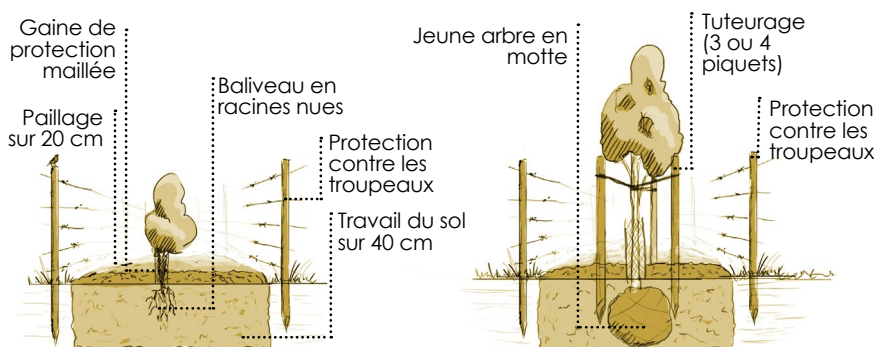 Gaine de
protection
maillée
Paillage
sur 20 cm
Baliveau en
racines nues
Protection
contre les
troupeaux
Travail du sol
sur 40 cm
Jeune arbre en
motte
Tuteurage
(3 ou 4
piquets)
Protection
contre les
troupeaux